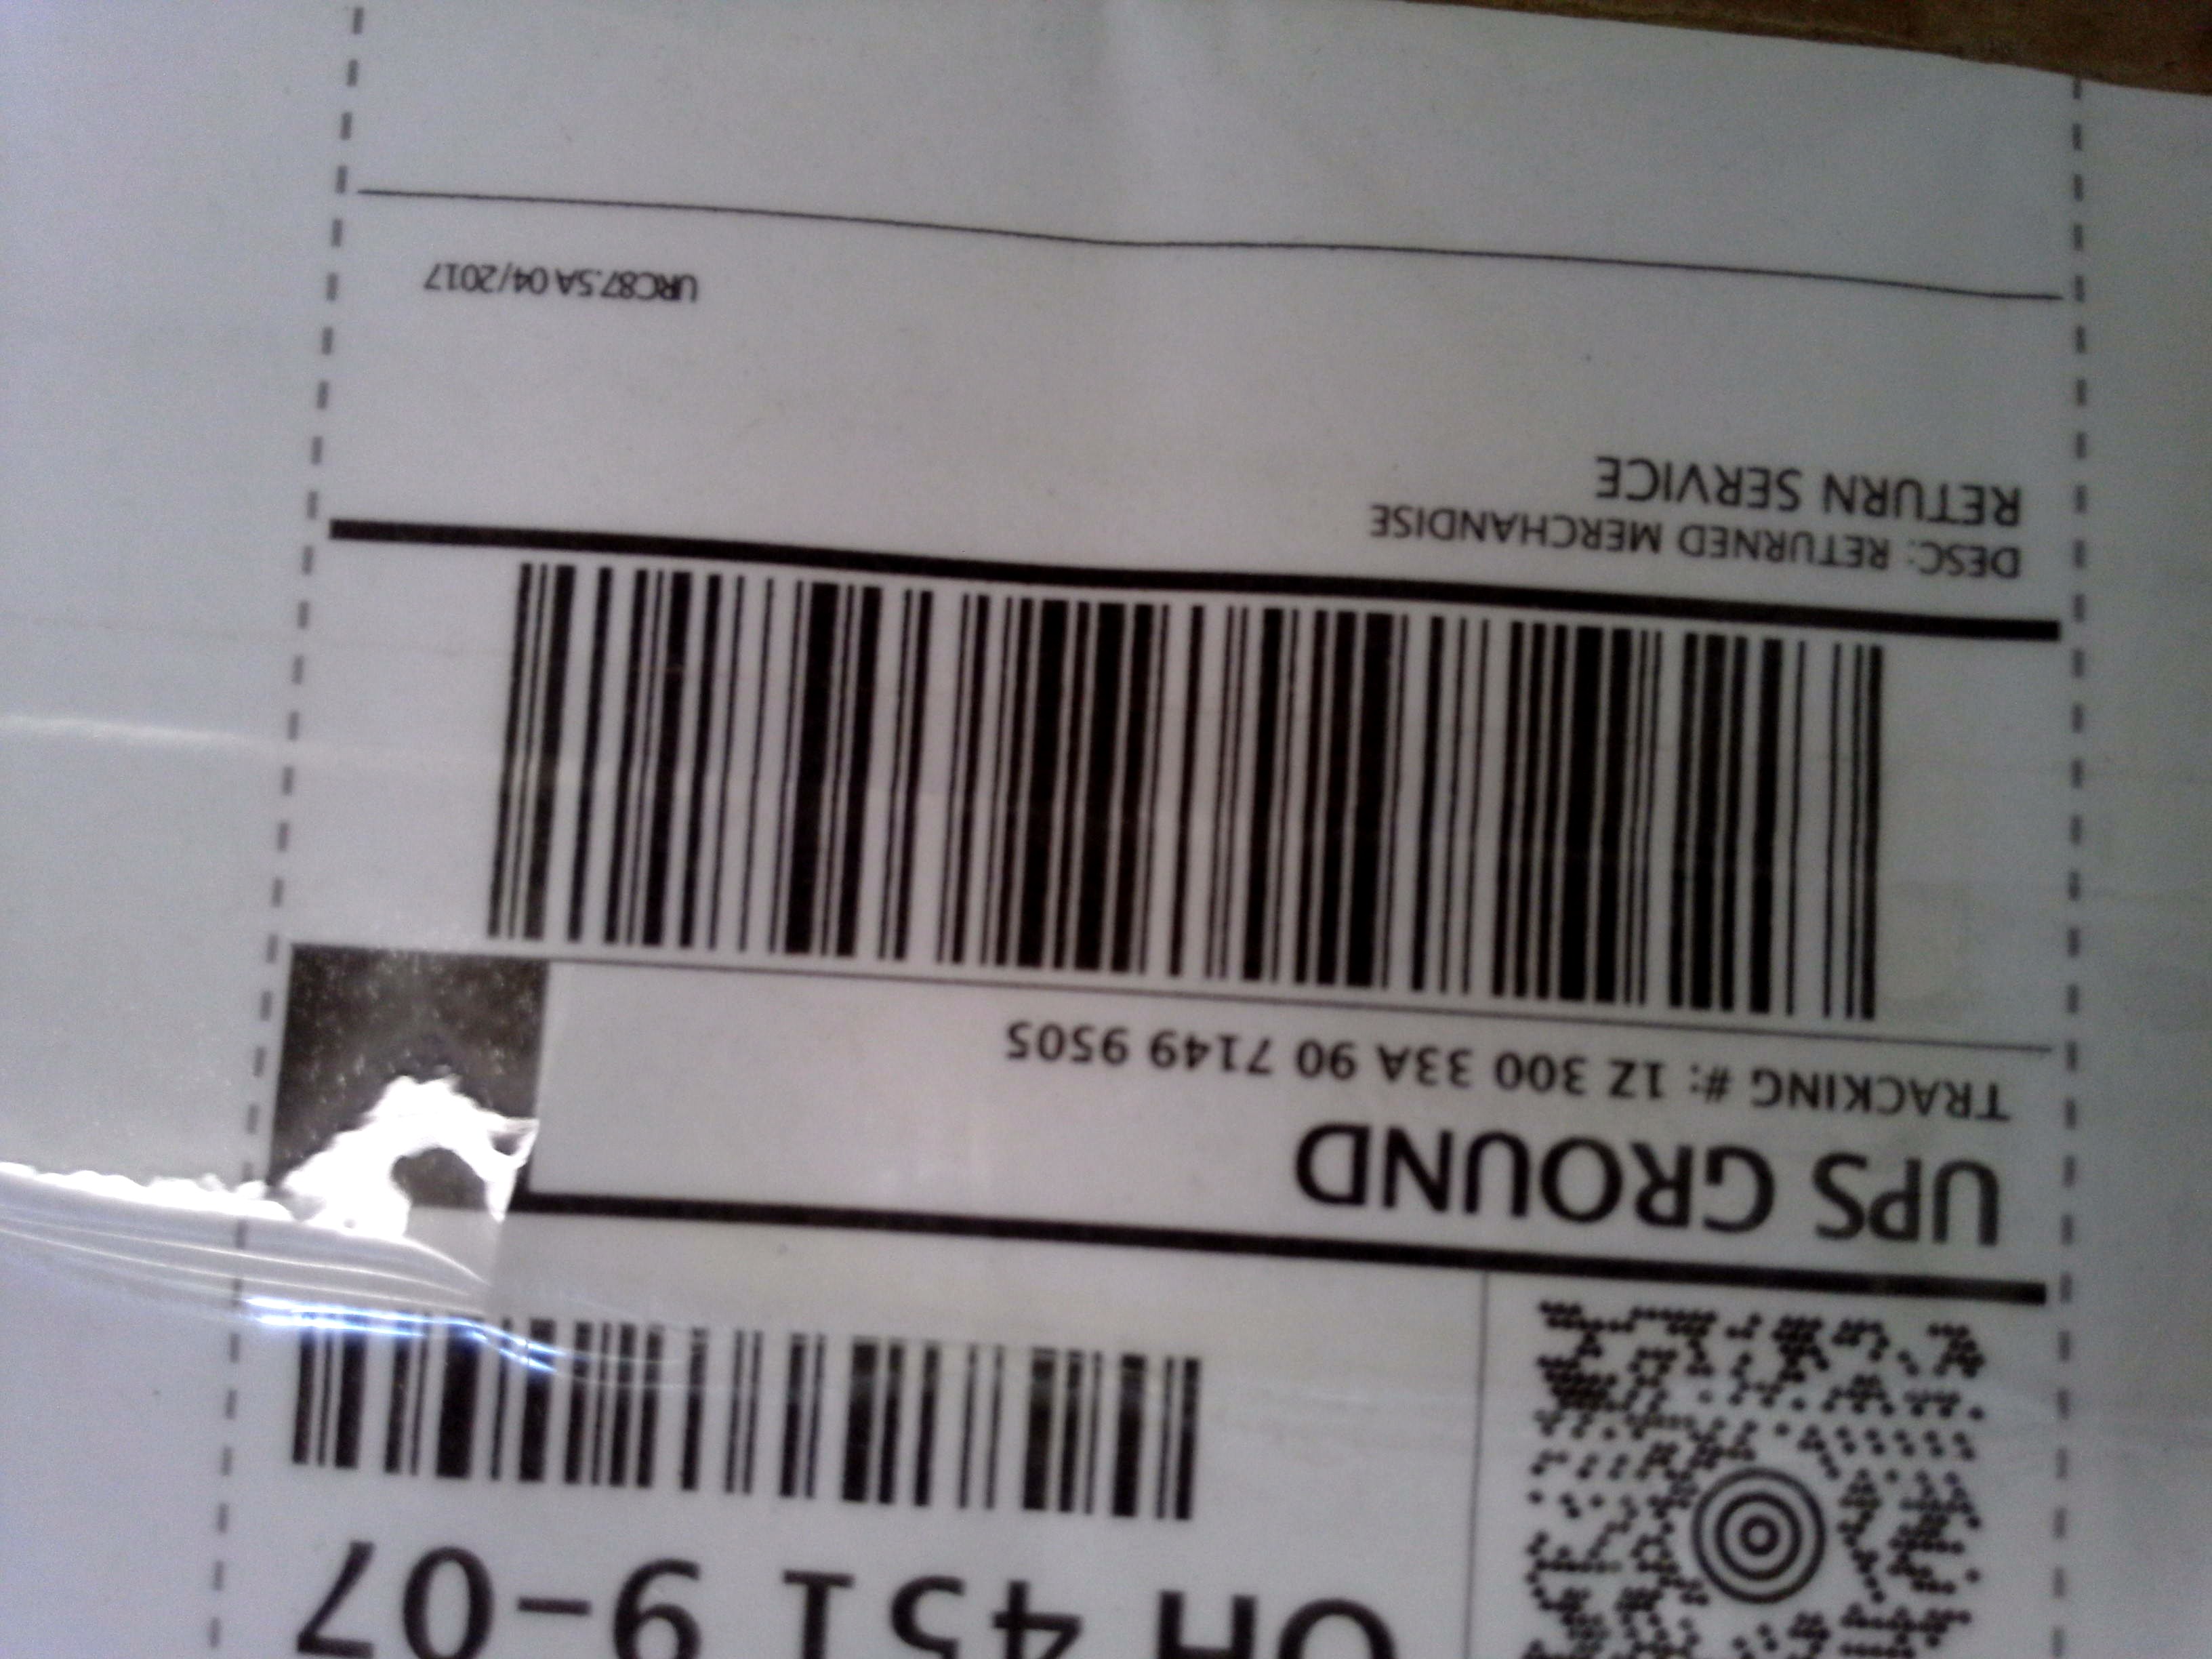 OH 451 9-07
UPS GROUND
TRACKING #: 1Z 300 33A 90 7149 9505
DESC: RETURNED MERCHANDISE
RETURN SERVICE
URC87.5A 04/2017